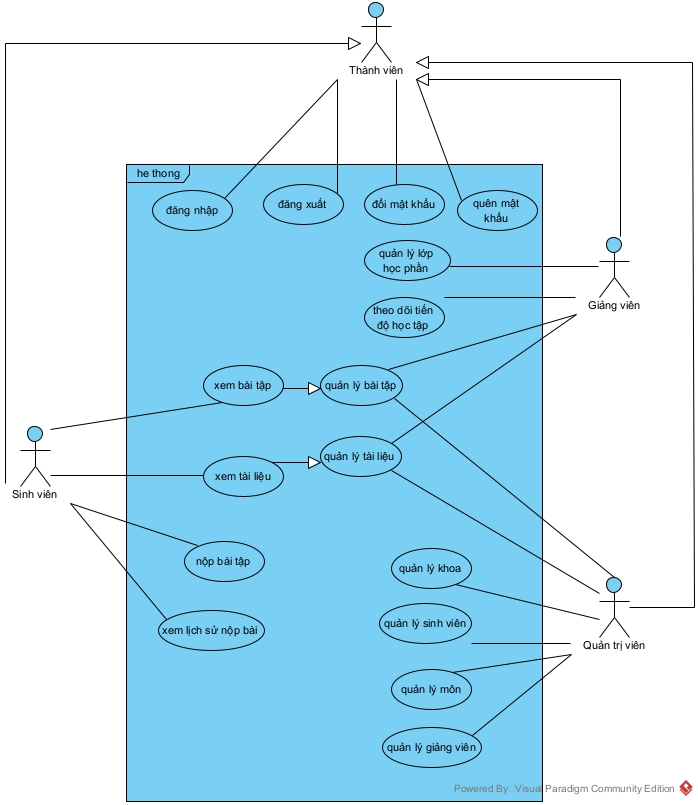 Thành viên
he thong
đăng nhập
đăng xuất
đổi mật khẩu
quên mật
khẩu
quản lý lớp
học phần
Giảng viên
theo dõi tiến
độ học tập
xem bài tập
quản lý bài tập
quản lý tài liệu
xem tài liệu
Sinh viên
nộp bài tập
quản lý khoa
xem lịch sử nộp bài
quản lý sinh viên
Quản trị viên
quản lý môn
quản lý giảng viên
Powered By: Visual Paradigm Community Edition